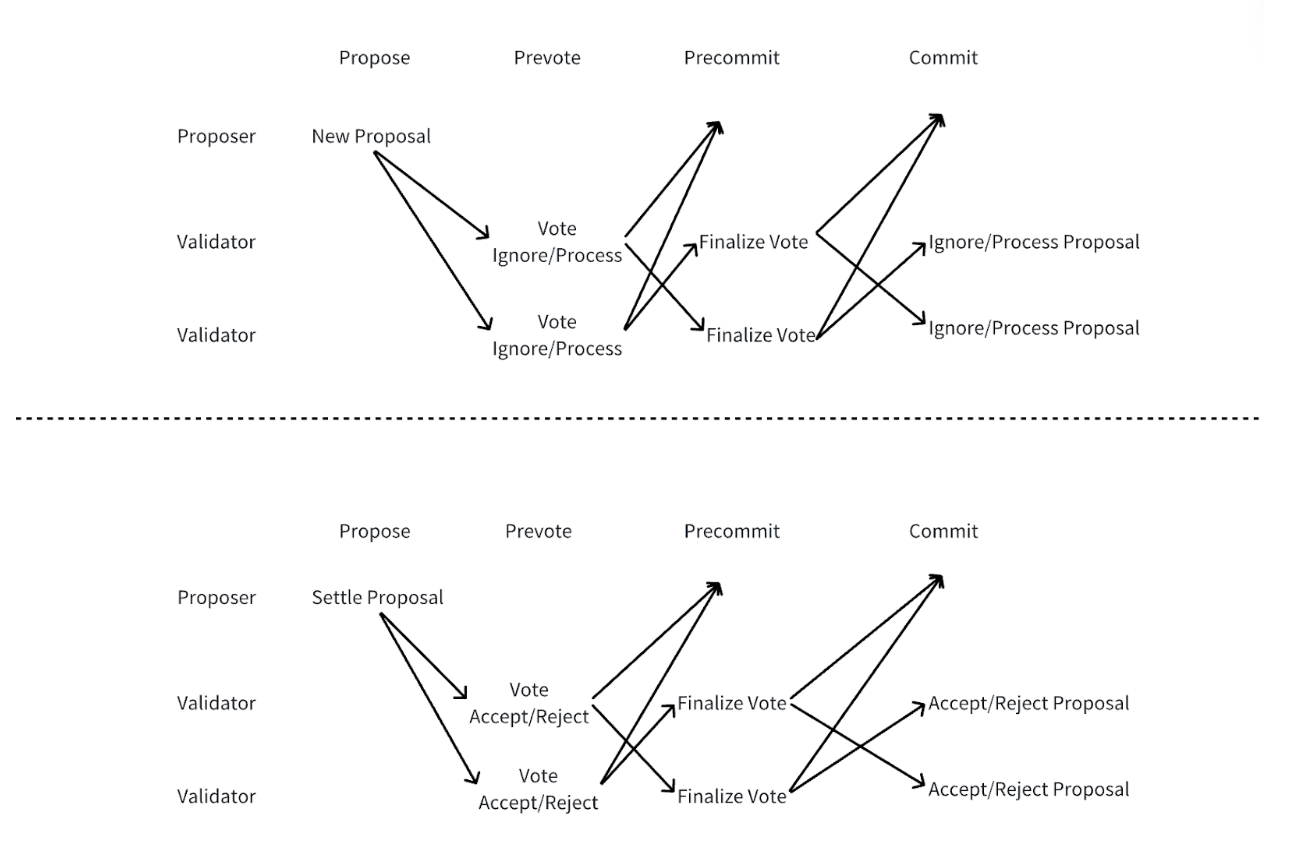 Propose Prevote Precommit Commit
Proposer New Proposal
Vote
Validator Ignore/Process Finalize Vote Ignore/Process Proposal
Vote
Validator Ignore/Process Finalize Vote Ignore/Process Proposal
Propose Prevote Precommit Commit
Proposer Settle Proposal
Vote
Validator Accept/Reject Finalize Vote Accept/Reject Proposal
Vote
Validator Accept/Reject Finalize Vote Accept/Reject Proposal